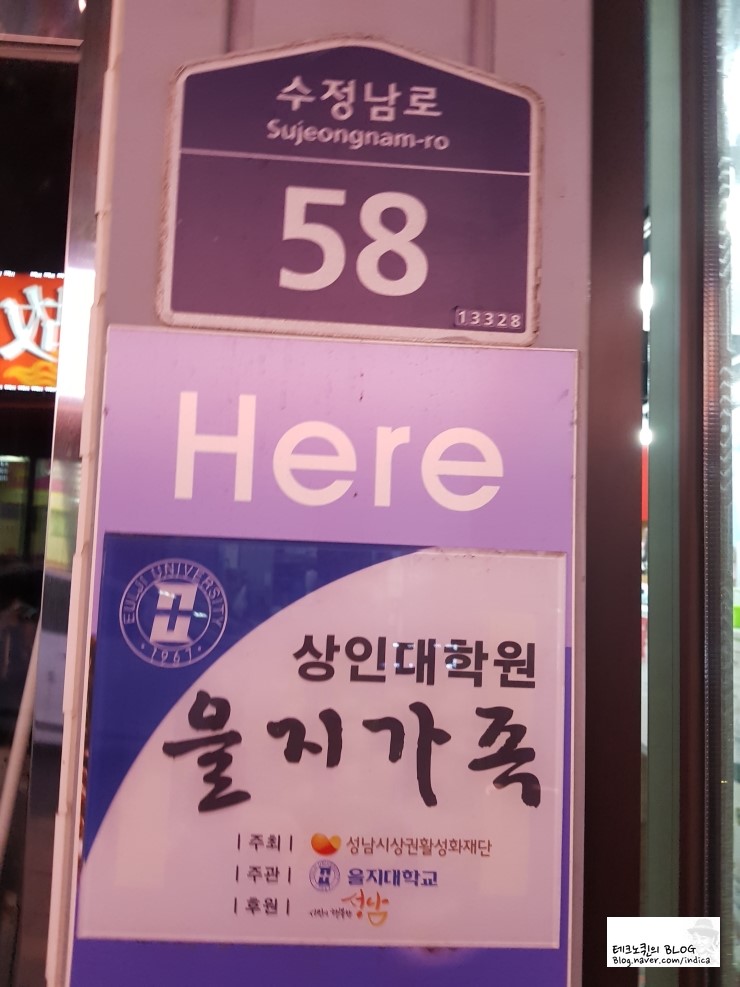 수정남로
Sujeongnam-ro
58
13328
Here
EULJI UNIVERSITY
1967
상인대학원
을지가족
| 주최 | 성남시상권활성화재단
| 주관 | 을지대학교
| 후원 | 성남
테크노퀸의 BLOG
Blog.naver.com/indica